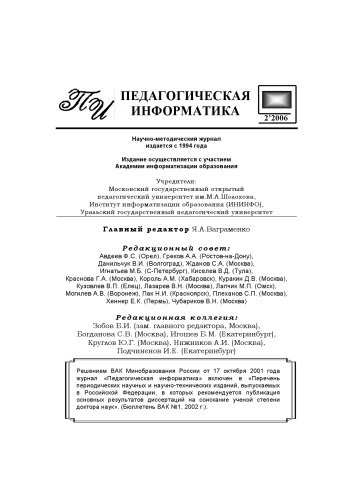 ПИ
ПЕДАГОГИЧЕСКАЯ
ИНФОРМАТИКА
2'2006
Научно-методический журнал
издается с 1994 года
Издание осуществляется с участием
Академии информатизации образования
Учредители:
Московский государственный открытый
педагогический университет им.М.А.Шолохова,
Институт информатизации образования (ИНИНФО),
Уральский государственный педагогический университет
Главный редактор Я.А.Ваграменко
Редакционный совет:
Авдеев Ф.С. (Орел), Греков А.А. (Ростов-на-Дону),
Данильчук В.И. (Волгоград), Жданов С.А. (Москва),
Игнатьев М.Б. (С-Петербург), Киселев В.Д. (Тула),
Краснова Г.А. (Москва), Король А.М. (Хабаровск), Куракин Д.В. (Москва),
Кузовлев В.П. (Елец), Лазарев В.Н. (Москва), Лапчик М.П. (Омск),
Могилев А.В. (Воронеж), Пак Н.И. (Красноярск), Плеханов С.П. (Москва),
Хеннер Е.К. (Пермь), Чубариков В.Н. (Москва)
Редакционная коллегия:
Зобов Б.И. (зам. главного редактора, Москва),
Богданова С.В. (Москва), Игошев Б.М. (Екатеринбург),
Круглов Ю.Г. (Москва), Нижников А.И. (Москва),
Подчиненов И.Е. (Екатеринбург)
Решением ВАК Минобразования России от 17 октября 2001 года
журнал «Педагогическая информатика» включен в «Перечень
периодических научных и научно-технических изданий, выпускаемых
в Российской Федерации, в которых рекомендуется публикация
основных результатов диссертаций на соискание ученой степени
доктора наук». (Бюллетень ВАК №1, 2002 г.).